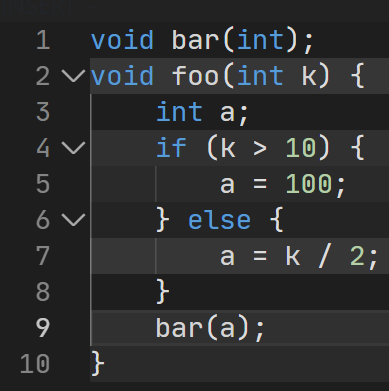 1 void bar(int);
2 void foo(int k) {
3     int a;
4     if (k > 10) {
5         a = 100;
6     } else {
7         a = k / 2;
8     }
9     bar(a);
10 }